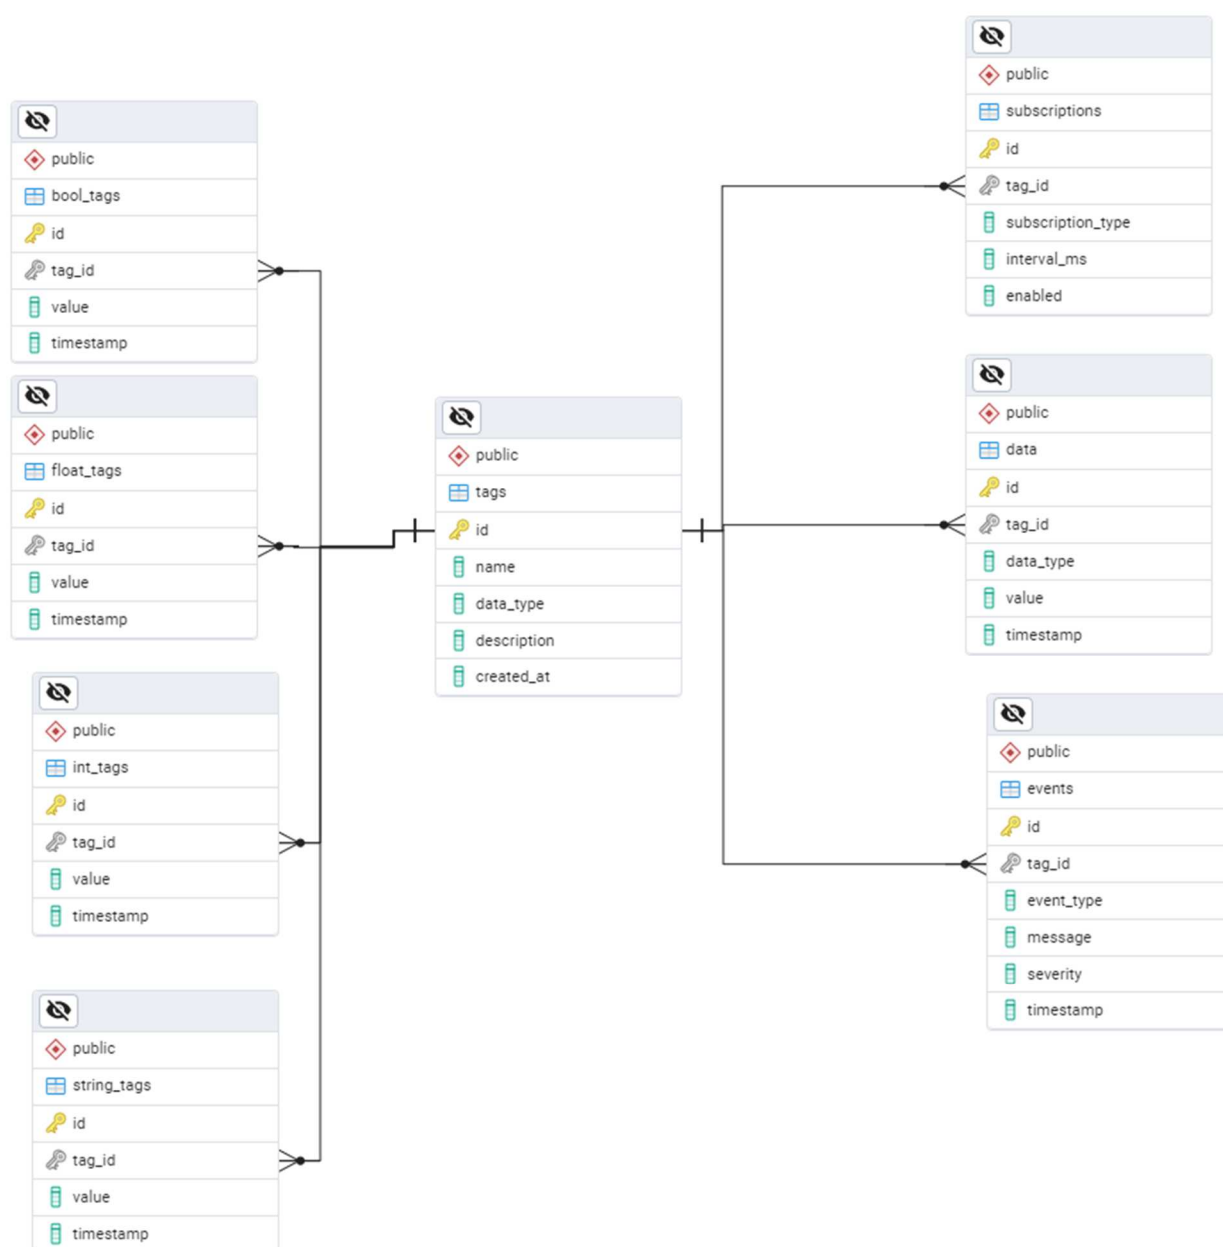 public
bool_tags
id
tag_id
value
timestamp
public
float_tags
id
tag_id
value
timestamp
public
int_tags
id
tag_id
value
timestamp
public
string_tags
id
tag_id
value
timestamp
public
tags
id
name
data_type
description
created_at
public
subscriptions
id
tag_id
subscription_type
interval_ms
enabled
public
data
id
tag_id
data_type
value
timestamp
public
events
id
tag_id
event_type
message
severity
timestamp